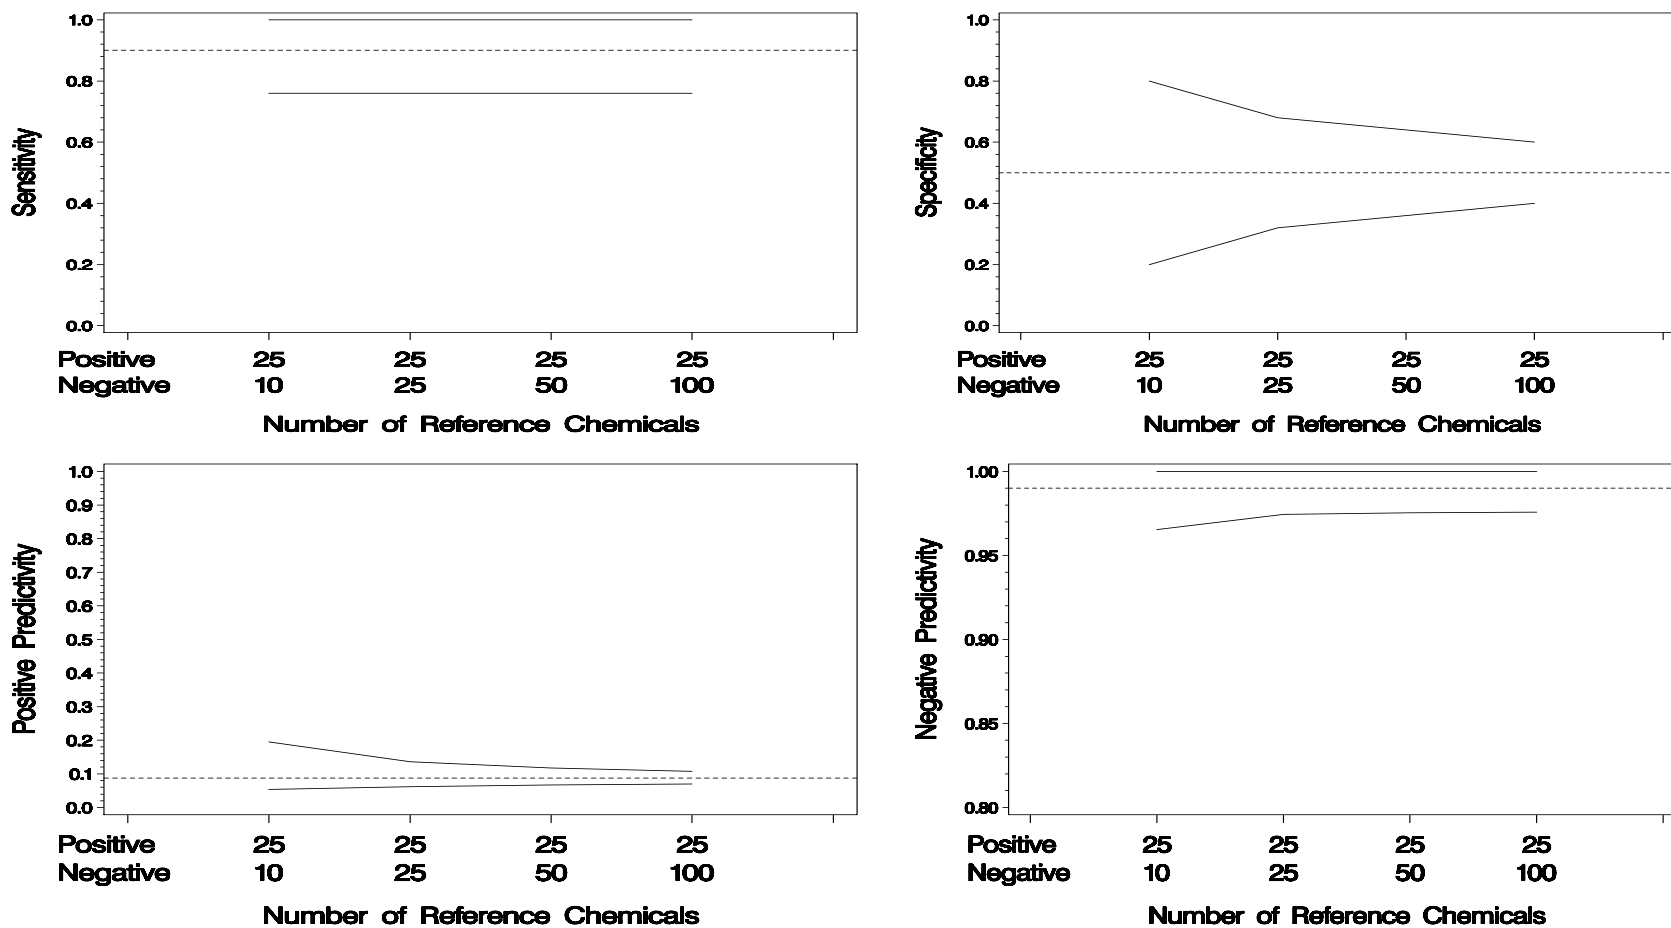 Sensitivity
1.0
0.8
0.6
0.4
0.2
0.0
Positive 25 25 25 25
Negative 10 25 50 100
Number of Reference Chemicals
Specificity
1.0
0.8
0.6
0.4
0.2
0.0
Positive 25 25 25 25
Negative 10 25 50 100
Number of Reference Chemicals
Positive Predictivity
1.0
0.9
0.8
0.7
0.6
0.5
0.4
0.3
0.2
0.1
0.0
Positive 25 25 25 25
Negative 10 25 50 100
Number of Reference Chemicals
Negative Predictivity
1.00
0.95
0.90
0.85
0.80
Positive 25 25 25 25
Negative 10 25 50 100
Number of Reference Chemicals